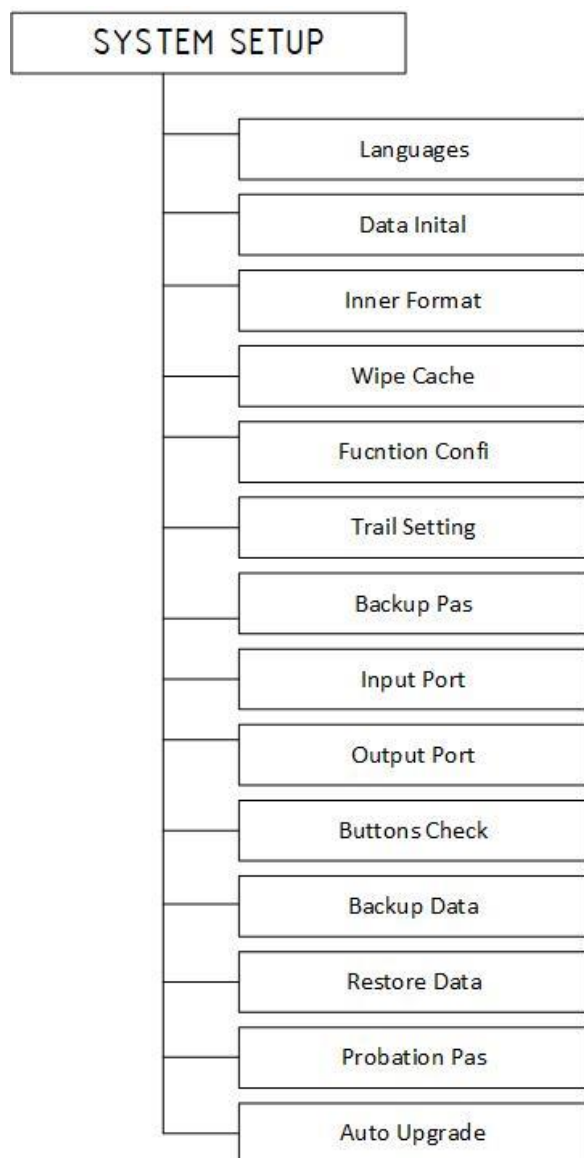 SYSTEM SETUP
Languages
Data Inital
Inner Format
Wipe Cache
Fucntion Confi
Trail Setting
Backup Pas
Input Port
Output Port
Buttons Check
Backup Data
Restore Data
Probation Pas
Auto Upgrade